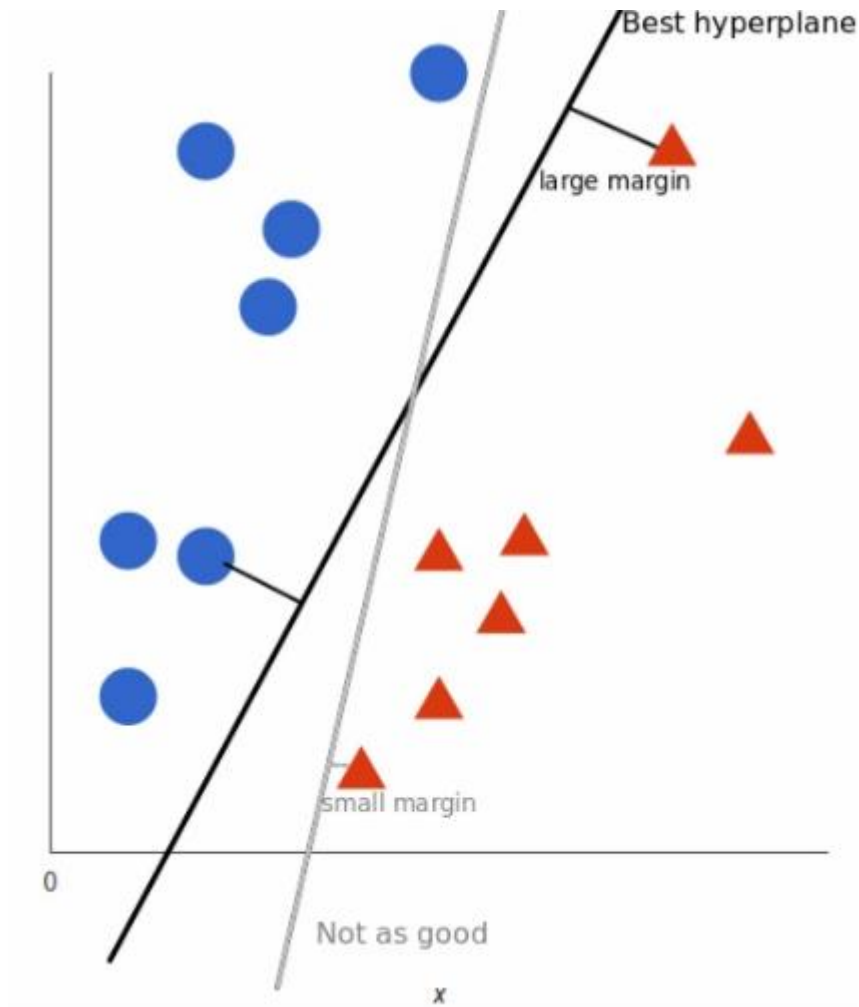 Best hyperplane
large margin
small margin
0
Not as good
x